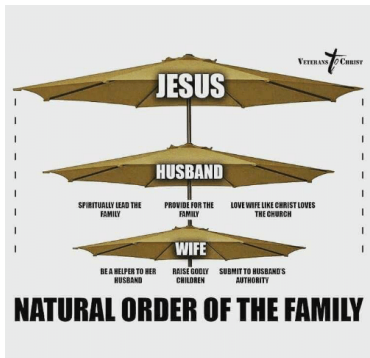 VETERANS TO CHRIST
JESUS
HUSBAND
SPIRITUALLY LEAD THE
FAMILY
PROVIDE FOR THE
FAMILY
LOVE WIFE LIKE CHRIST LOVES
THE CHURCH
WIFE
BE A HELPER TO HER
HUSBAND
RAISE GODLY
CHILDREN
SUBMIT TO HUSBAND'S
AUTHORITY
NATURAL ORDER OF THE FAMILY